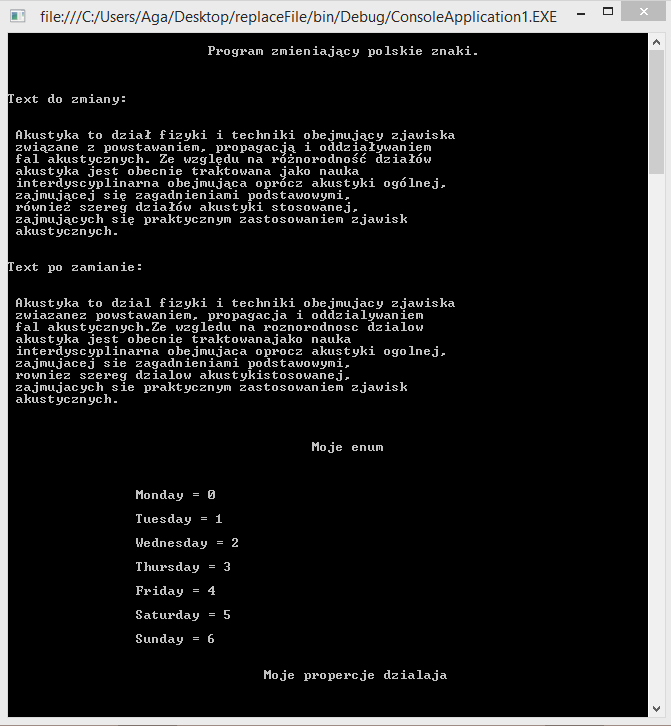 file:///C:/Users/Aga/Desktop/replaceFile/bin/Debug/ConsoleApplication1.EXE
Program zmieniający polskie znaki.
Text do zmiany:
Akustyka to dział fizyki i techniki obejmujący zjawiska
związane z powstawaniem, propagacją i oddziaływaniem
fal akustycznych. Ze względu na różnorodność działów
akustyka jest obecnie traktowana jako nauka
interdyscyplinarna obejmująca oprócz akustyki ogólnej,
zajmującej się zagadnieniami podstawowymi,
również szereg działów akustyki stosowanej,
zajmujących się praktycznym zastosowaniem zjawisk
akustycznych.
Text po zamianie:
Akustyka to dzial fizyki i techniki obejmujacy zjawiska
zwiazanez powstawaniem, propagacja i oddzialywaniem
fal akustycznych.Ze wzgledu na roznorodnosc dzialow
akustyka jest obecnie traktowanajako nauka
interdyscyplinarna obejmujaca oprocz akustyki ogolnej,
zajmujacej sie zagadnieniami podstawowymi,
rowniez szereg dzialow akustykistosowanej,
zajmujacych sie praktycznym zastosowaniem zjawisk
akustycznych.
Moje enum
Monday = 0
Tuesday = 1
Wednesday = 2
Thursday = 3
Friday = 4
Saturday = 5
Sunday = 6
Moje propercje dzialaja